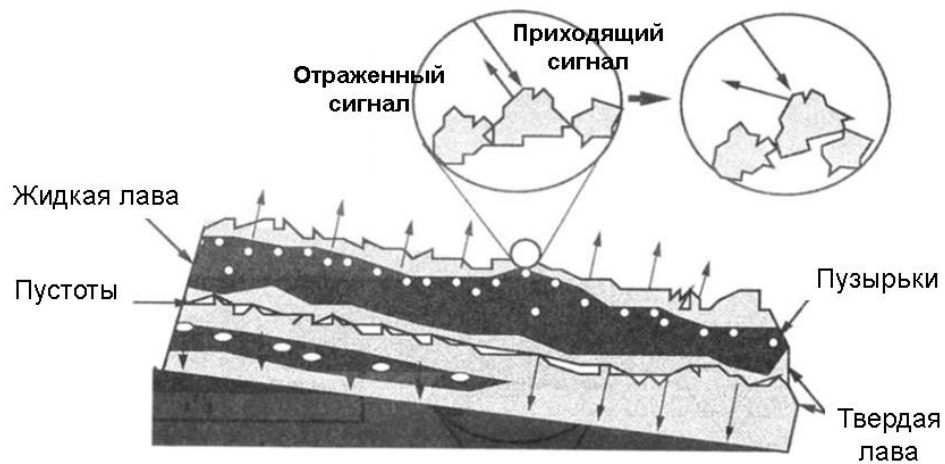 Приходящий
сигнал
Отраженный
сигнал
Жидкая лава
Пустоты
Пузырьки
Твердая
лава